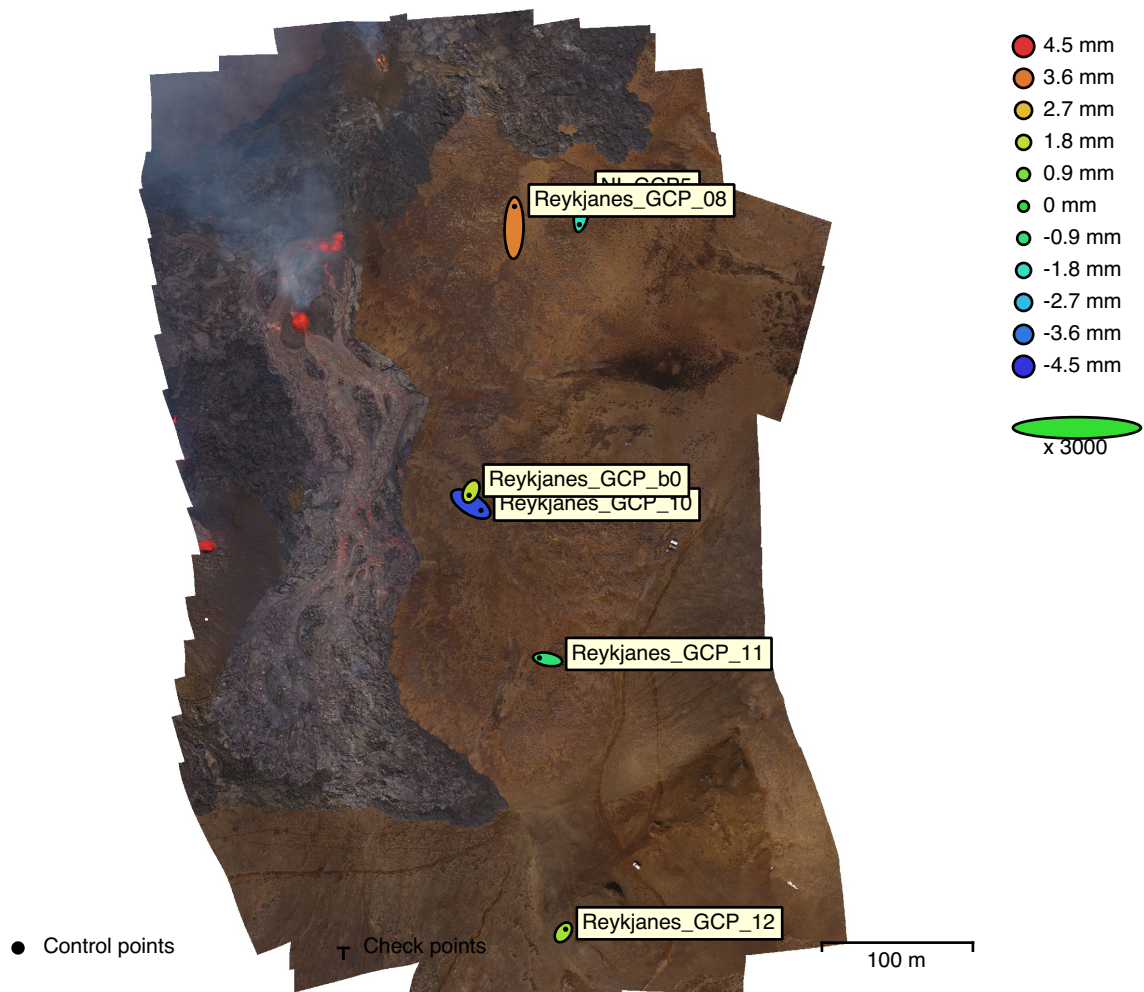 4.5 mm
3.6 mm
2.7 mm
1.8 mm
0.9 mm
0 mm
-0.9 mm
-1.8 mm
-2.7 mm
-3.6 mm
-4.5 mm
x 3000
Reykjanes_GCP_08
Reykjanes_GCP_b0
Reykjanes_GCP_10
Reykjanes_GCP_11
Reykjanes_GCP_12
Control points
Check points
100 m